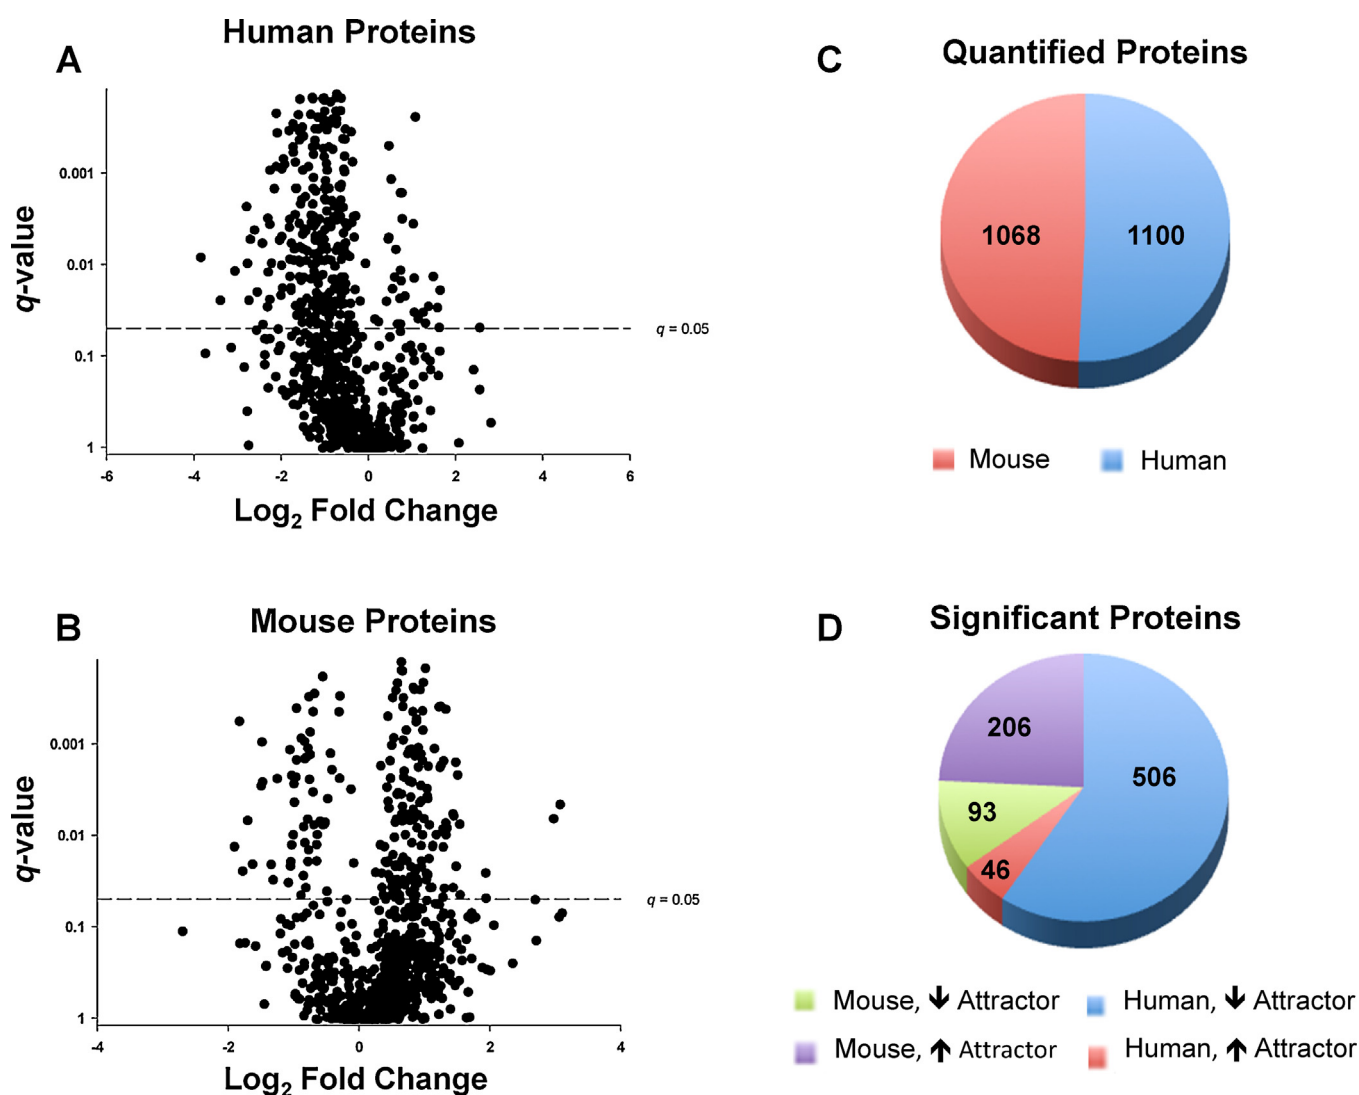 A
Human Proteins
q-value
0.001
0.01
0.1
1
q = 0.05
-6 -4 -2 0 2 4 6
Log2 Fold Change
B
Mouse Proteins
q-value
0.001
0.01
0.1
1
q = 0.05
-4 -2 0 2 4
Log2 Fold Change
C
Quantified Proteins
1068 1100
Mouse Human
D
Significant Proteins
206
506
93
46
Mouse, ↓ Attractor Human, ↓ Attractor
Mouse, ↑ Attractor Human, ↑ Attractor